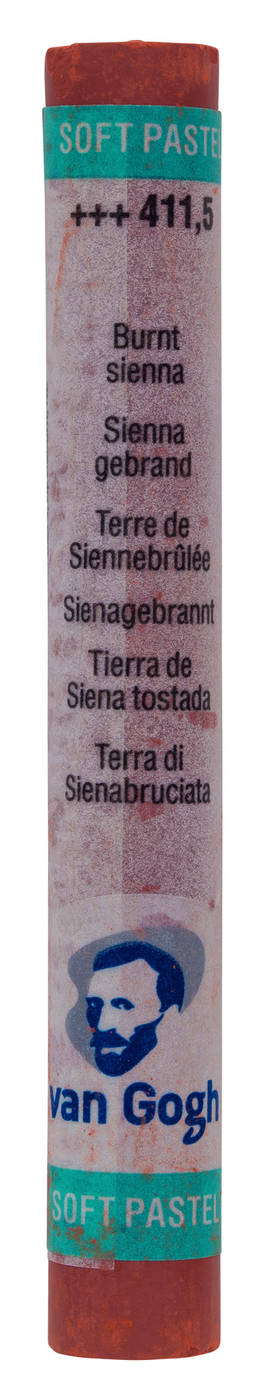 SOFT PASTEL
+++ 411,5
Burnt
sienna
Sienna
gebrand
Terre de
Siennebrûlée
Sienagebrannt
Tierra de
Siena tostada
Terra di
Sienabruciata
van Gogh
SOFT PASTEL